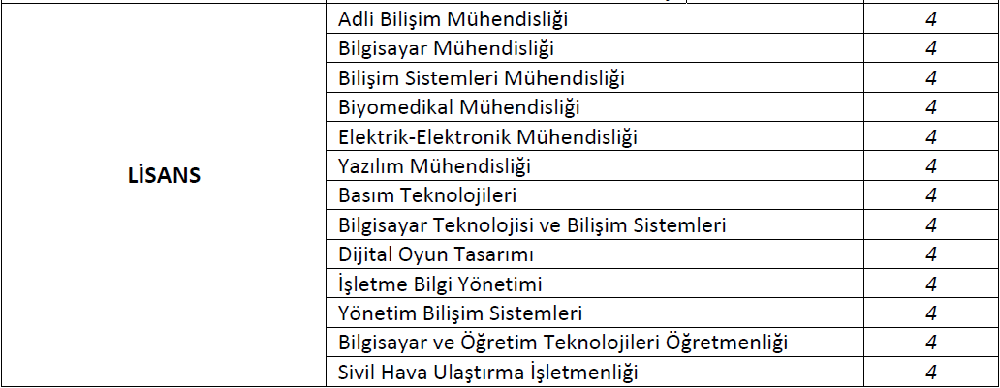 Adli Bilişim Mühendisliği 4
Bilgisayar Mühendisliği 4
Bilişim Sistemleri Mühendisliği 4
Biyomedikal Mühendisliği 4
Elektrik-Elektronik Mühendisliği 4
Yazılım Mühendisliği 4
LİSANS
Basım Teknolojileri 4
Bilgisayar Teknolojisi ve Bilişim Sistemleri 4
Dijital Oyun Tasarımı 4
İşletme Bilgi Yönetimi 4
Yönetim Bilişim Sistemleri 4
Bilgisayar ve Öğretim Teknolojileri Öğretmenliği 4
Sivil Hava Ulaştırma İşletmenliği 4